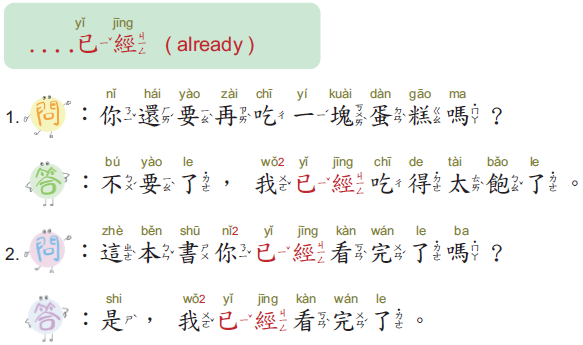 yǐ jīng
....已經 (already)
nǐ hái yào zài chī yí kuài dàn gāo ma
1. 問：你還要再吃一塊蛋糕嗎？
bú yào le wǒ2 yǐ jīng chī de tài bǎo le
答：不要了，我已經吃得太飽了。
zhè běn shū nǐ2 yǐ jīng kàn wán le ba
2. 問：這本書你已經看完了嗎？
shi wǒ2 yǐ jīng kàn wán le
答：是，我已經看完了。